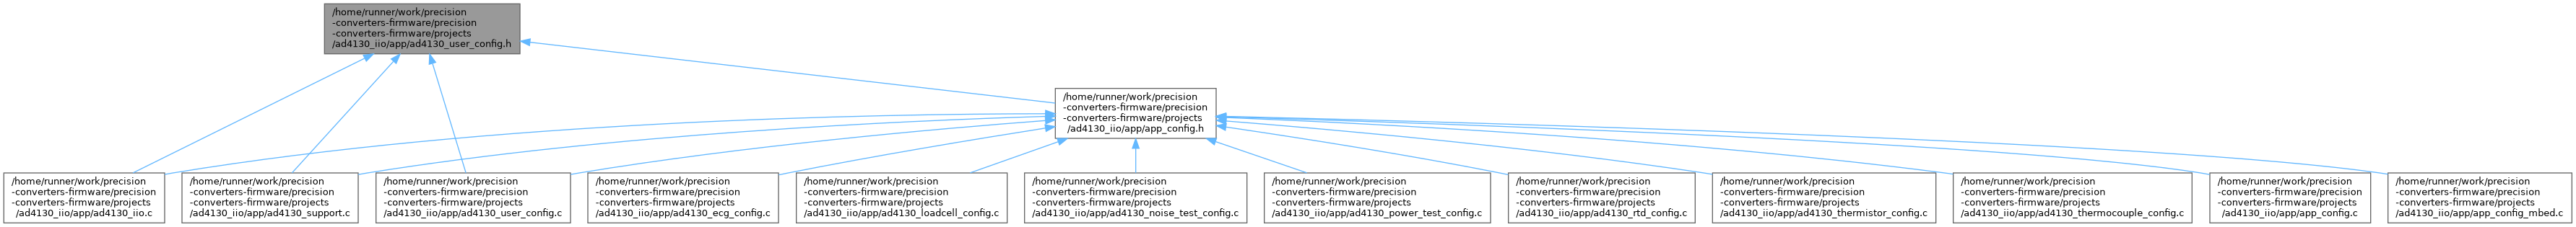 /home/runner/work/precision
-converters-firmware/precision
-converters-firmware/projects
/ad4130_iio/app/ad4130_user_config.h
/home/runner/work/precision
-converters-firmware/precision
-converters-firmware/projects
/ad4130_iio/app/app_config.h
/home/runner/work/precision
-converters-firmware/precision
-converters-firmware/projects
/ad4130_iio/app/ad4130_iio.c
/home/runner/work/precision
-converters-firmware/precision
-converters-firmware/projects
/ad4130_iio/app/ad4130_support.c
/home/runner/work/precision
-converters-firmware/precision
-converters-firmware/projects
/ad4130_iio/app/ad4130_user_config.c
/home/runner/work/precision
-converters-firmware/precision
-converters-firmware/projects
/ad4130_iio/app/ad4130_ecg_config.c
/home/runner/work/precision
-converters-firmware/precision
-converters-firmware/projects
/ad4130_iio/app/ad4130_loadcell_config.c
/home/runner/work/precision
-converters-firmware/precision
-converters-firmware/projects
/ad4130_iio/app/ad4130_noise_test_config.c
/home/runner/work/precision
-converters-firmware/precision
-converters-firmware/projects
/ad4130_iio/app/ad4130_power_test_config.c
/home/runner/work/precision
-converters-firmware/precision
-converters-firmware/projects
/ad4130_iio/app/ad4130_rtd_config.c
/home/runner/work/precision
-converters-firmware/precision
-converters-firmware/projects
/ad4130_iio/app/ad4130_thermistor_config.c
/home/runner/work/precision
-converters-firmware/precision
-converters-firmware/projects
/ad4130_iio/app/ad4130_thermocouple_config.c
/home/runner/work/precision
-converters-firmware/precision
-converters-firmware/projects
/ad4130_iio/app/app_config.c
/home/runner/work/precision
-converters-firmware/precision
-converters-firmware/projects
/ad4130_iio/app/app_config_mbed.c